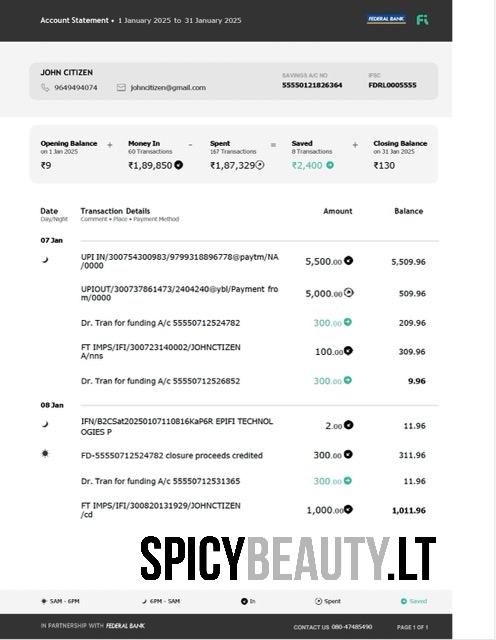 Account Statement • 1 January 2025 to 31 January 2025
FEDERAL BANK Fi
JOHN CITIZEN
9649494074 johncitizen@gmail.com
SAVINGS A/C NO IFSC
55550121826364 FDRL0005555
Opening Balance + Money In - Spent = Saved + Closing Balance
on 1 Jan 2025 60 Transactions 167 Transactions 8 Transactions on 31 Jan 2025
₹9 ₹1,89,850 ₹1,87,329 ₹2,400 ₹130
Date Transaction Details Amount Balance
Day/Night Comment • Place • Payment Method
07 Jan
UPI IN/300754300983/9799318896778@paytm/NA
/0000 5,500.00 5,509.96
UPIOUT/300737861473/2404240@ybl/Payment fro
m/0000 5,000.00 509.96
Dr. Tran for funding A/c 55550712524782 300.00 209.96
FT IMPS/IFI/300723140002/JOHNCTIZEN
A/nns 100.00 309.96
Dr. Tran for funding A/c 55550712526852 300.00 9.96
08 Jan
IFN/B2CSat20250107110816KaP6R EPIFI TECHNOL
OGIES P 2.00 11.96
FD-55550712524782 closure proceeds credited 300.00 311.96
Dr. Tran for funding A/c 55550712531365 300.00 11.96
FT IMPS/IFI/300820131929/JOHNCTIZEN
/cd 1,000.00 1,011.96
SPICYBEAUTY.LT
5AM - 6PM 6PM - 5AM In Spent Saved
IN PARTNERSHIP WITH FEDERAL BANK CONTACT US 080-47485490 PAGE 1 OF 1